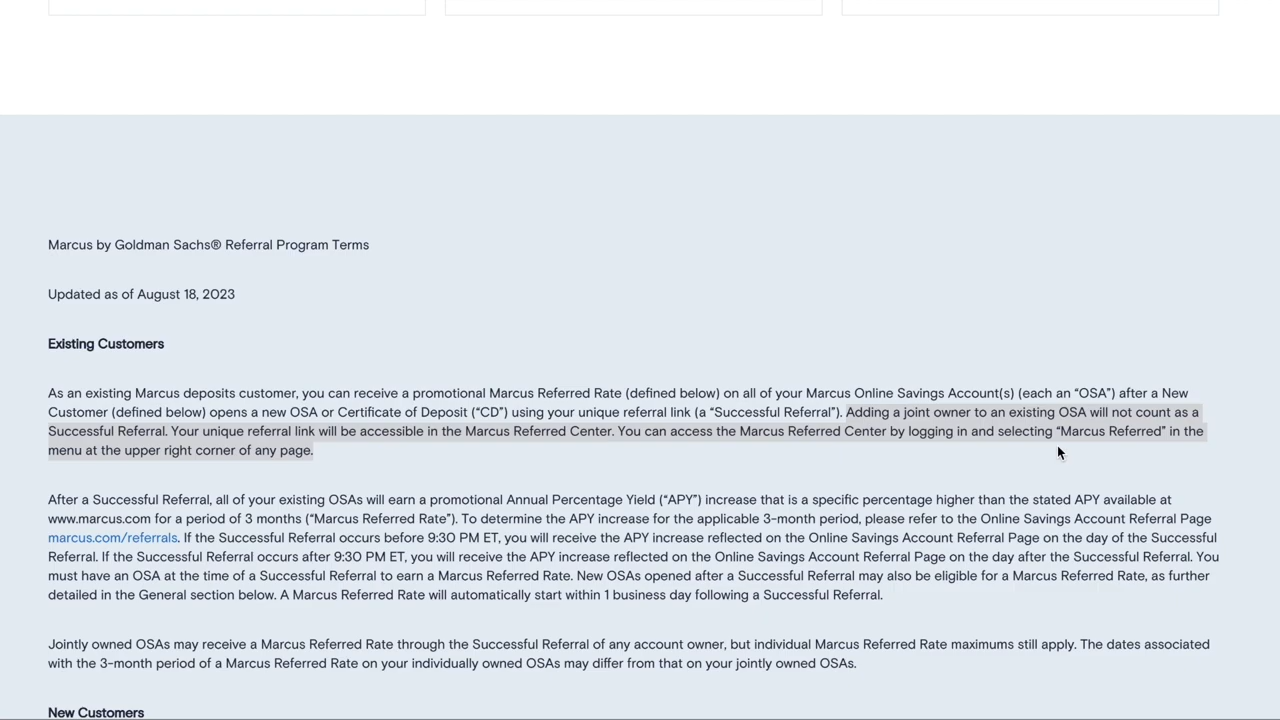 Marcus by Goldman Sachs® Referral Program Terms
Updated as of August 18, 2023
Existing Customers
As an existing Marcus deposits customer, you can receive a promotional Marcus Referred Rate (defined below) on all of your Marcus Online Savings Account(s) (each an “OSA”) after a New
Customer (defined below) opens a new OSA or Certificate of Deposit (“CD”) using your unique referral link (a “Successful Referral”). Adding a joint owner to an existing OSA will not count as a
Successful Referral. Your unique referral link will be accessible in the Marcus Referred Center. You can access the Marcus Referred Center by logging in and selecting “Marcus Referred” in the
menu at the upper right corner of any page.
After a Successful Referral, all of your existing OSAs will earn a promotional Annual Percentage Yield (“APY”) increase that is a specific percentage higher than the stated APY available at
www.marcus.com for a period of 3 months (“Marcus Referred Rate”). To determine the APY increase for the applicable 3-month period, please refer to the Online Savings Account Referral Page
marcus.com/referrals. If the Successful Referral occurs before 9:30 PM ET, you will receive the APY increase reflected on the Online Savings Account Referral Page on the day of the Successful
Referral. If the Successful Referral occurs after 9:30 PM ET, you will receive the APY increase reflected on the Online Savings Account Referral Page on the day after the Successful Referral. You
must have an OSA at the time of a Successful Referral to earn a Marcus Referred Rate. New OSAs opened after a Successful Referral may also be eligible for a Marcus Referred Rate, as further
detailed in the General section below. A Marcus Referred Rate will automatically start within 1 business day following a Successful Referral.
Jointly owned OSAs may receive a Marcus Referred Rate through the Successful Referral of any account owner, but individual Marcus Referred Rate maximums still apply. The dates associated
with the 3-month period of a Marcus Referred Rate on your individually owned OSAs may differ from that on your jointly owned OSAs.
New Customers